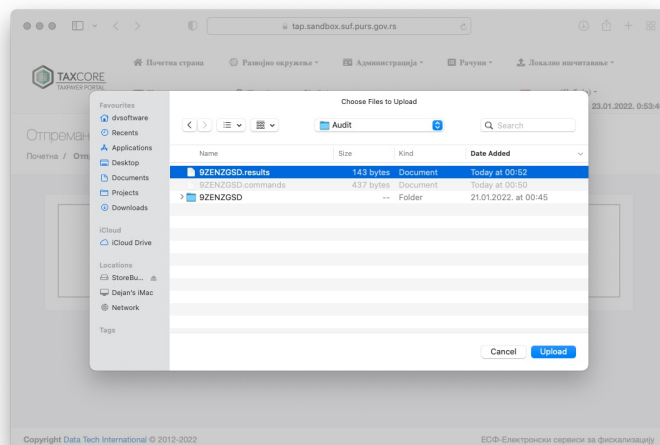 tap.sandbox.suf.purs.gov.rs
Почетна страна Развојно окружење Администрација Рачуни Локално ишчитавање
TAXCORE
TAXPAYER PORTAL
23.01.2022. 0:53:4
Отпреман
Почетна / Отп
Choose Files to Upload
Favourites
dvsoftware
Recents
Applications
Desktop
Documents
Projects
Downloads
iCloud
iCloud Drive
Locations
StoreBu...
Dejan's iMac
Network
Tags
Audit
Search
Name Size Kind Date Added
9ZENZGSD.results 143 bytes Document Today at 00:52
9ZENZGSD.commands 437 bytes Document Today at 00:50
9ZENZGSD -- Folder 21.01.2022. at 00:45
Cancel Upload
Copyright Data Tech International © 2012-2022 ЕСФ-Електронски сервиси за фискализацију